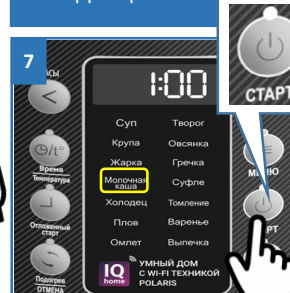 7
ЧАСЫ
1:00
Суп Творог
Крупа Овсянка
Жарка Гречка
Молочная каша Суфле
Холодец Томление
Плов Варенье
Омлет Выпечка
Время
Температура
Отложенный
старт
Подогрев
ОТМЕНА
МЕНЮ
СТАРТ
IQ
home
УМНЫЙ ДОМ
С WI-FI ТЕХНИКОЙ
POLARIS